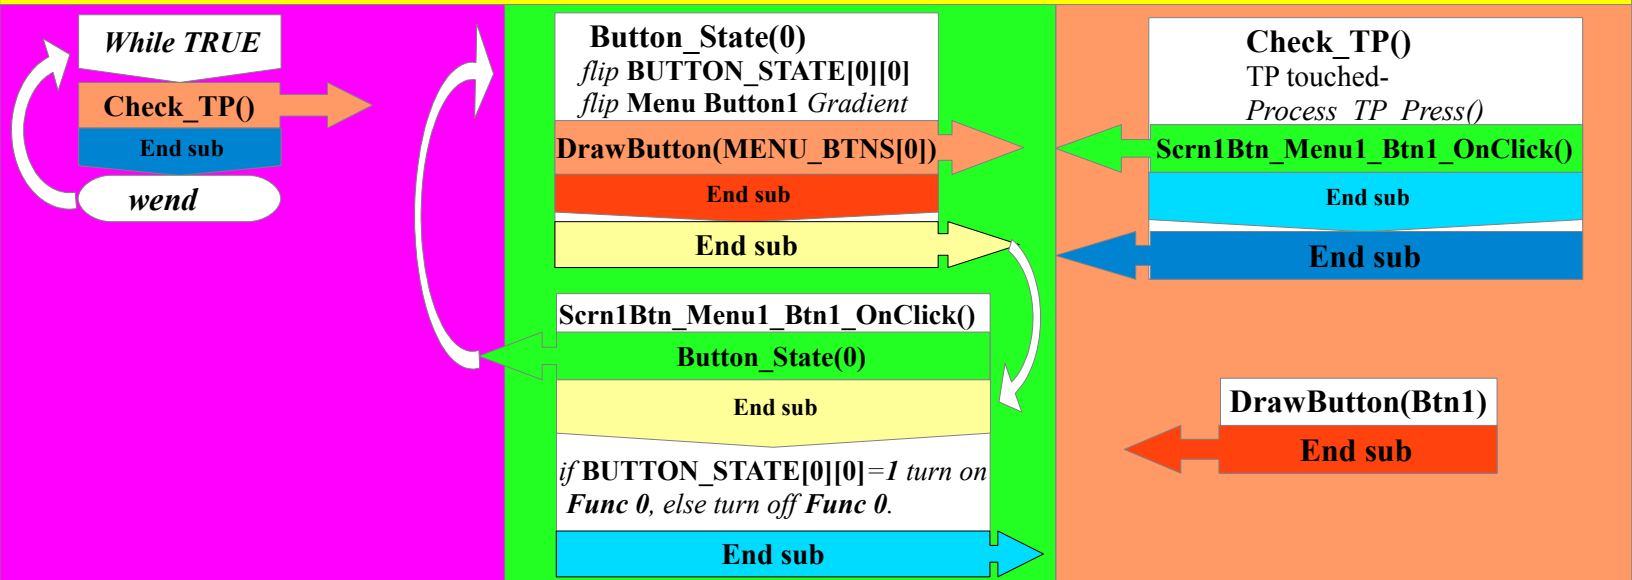 While TRUE
Check_TP()
End sub
wend
Button_State(0)
flip BUTTON_STATE[0][0]
flip Menu Button1 Gradient
DrawButton(MENU_BTNS[0])
End sub
End sub
Scrn1Btn_Menu1_Btn1_OnClick()
Button_State(0)
End sub
if BUTTON_STATE[0][0]=1 turn on
Func 0, else turn off Func 0.
End sub
Check_TP()
TP touched-
Process_TP_Press()
Scrn1Btn_Menu1_Btn1_OnClick()
End sub
End sub
DrawButton(Btn1)
End sub